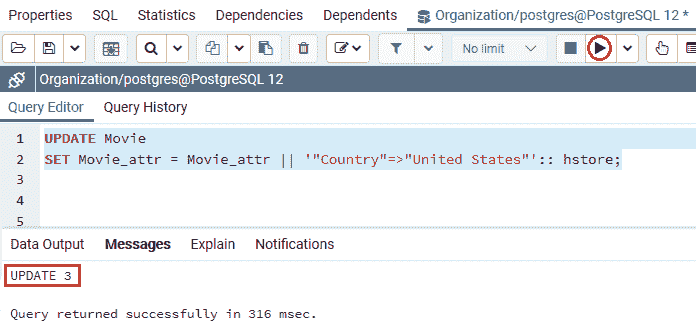 Properties SQL Statistics Dependencies Dependents Organization/postgres@PostgreSQL 12 *
No limit
Organization/postgres@PostgreSQL 12
Query Editor Query History
1 UPDATE Movie
2 SET Movie_attr = Movie_attr || '"Country"=>"United States"':: hstore;
3
4
5
Data Output Messages Explain Notifications
UPDATE 3
Query returned successfully in 316 msec.